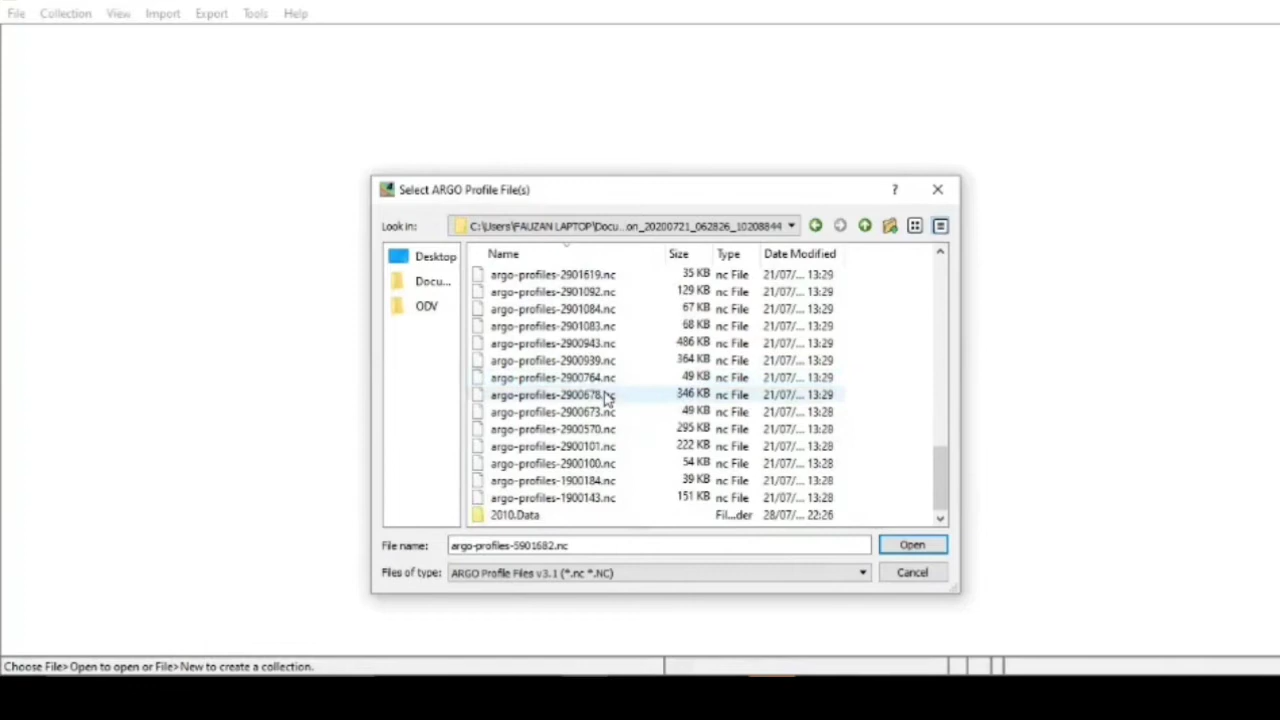 File Collection View Import Export Tools Help
Select ARGO Profile File(s) ?
Look in: C:\Users\FAUZAN LAPTOP\Docu...on_20200721_062826_10208844
Desktop
Docu...
ODV
Name Size Type Date Modified
argo-profiles-2901619.nc 35 KB nc File 21/07/... 13:29
argo-profiles-2901092.nc 129 KB nc File 21/07/... 13:29
argo-profiles-2901084.nc 67 KB nc File 21/07/... 13:29
argo-profiles-2901083.nc 68 KB nc File 21/07/... 13:29
argo-profiles-2900943.nc 486 KB nc File 21/07/... 13:29
argo-profiles-2900939.nc 364 KB nc File 21/07/... 13:29
argo-profiles-2900764.nc 49 KB nc File 21/07/... 13:29
argo-profiles-2900678.nc 346 KB nc File 21/07/... 13:29
argo-profiles-2900673.nc 49 KB nc File 21/07/... 13:28
argo-profiles-2900570.nc 295 KB nc File 21/07/... 13:28
argo-profiles-2900101.nc 222 KB nc File 21/07/... 13:28
argo-profiles-2900100.nc 54 KB nc File 21/07/... 13:28
argo-profiles-1900184.nc 39 KB nc File 21/07/... 13:28
argo-profiles-1900143.nc 151 KB nc File 21/07/... 13:28
2010.Data Fil...der 28/07/... 22:26
File name: argo-profiles-5901682.nc Open
Files of type: ARGO Profile Files v3.1 (*.nc *.NC) Cancel
Choose File> Open to open or File> New to create a collection.